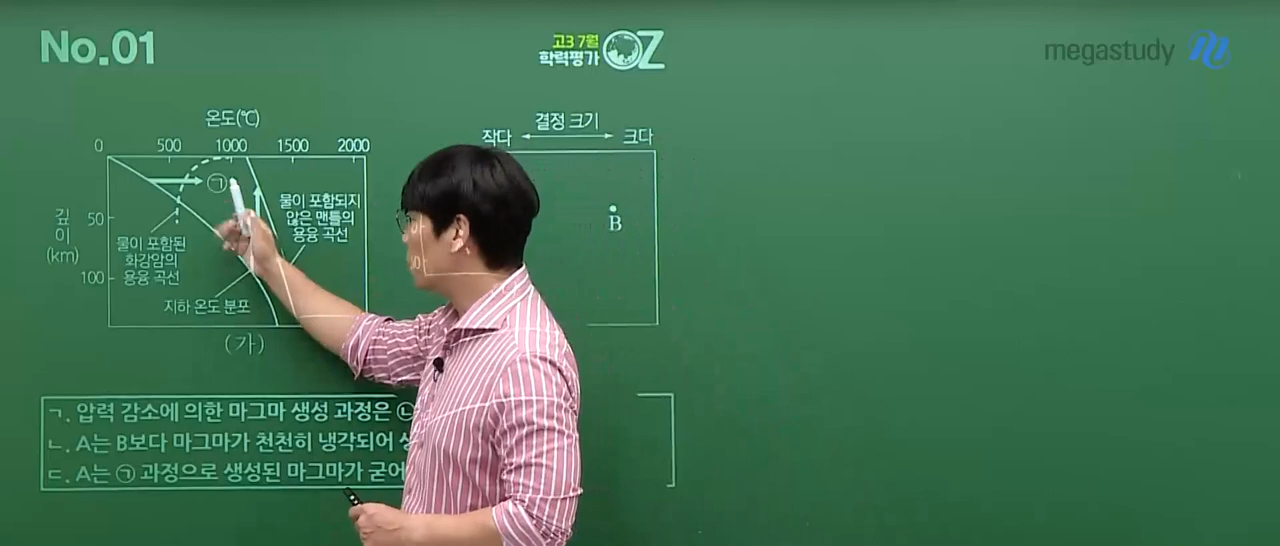 No.01
고3 7월
학력평가 OZ
megastudy
온도(℃)
0 500 1000 1500 2000
깊이(km)
50
100
㉠
물이 포함된
화강암의
용융 곡선
물이 포함되지
않은 맨틀의
용융 곡선
지하 온도 분포
(가)
결정 크기
작다 크다
B
ㄱ. 압력 감소에 의한 마그마 생성 과정은 ㉡
ㄴ. A는 B보다 마그마가 천천히 냉각되어
ㄷ. A는 ㉠ 과정으로 생성된 마그마가 굳어